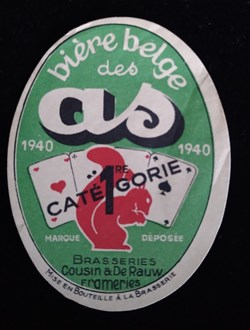 bière belge
des
as
1940 1940
1RE
CATÉGORIE
MARQUE DÉPOSÉE
BRASSERIES
Cousin & De Rauw
Frameries
MISE EN BOUTEILLE À LA BRASSERIE